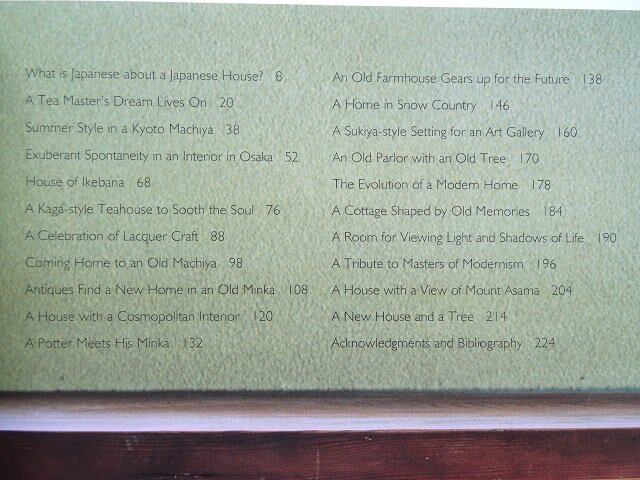 What is Japanese about a Japanese House? 8
A Tea Master's Dream Lives On 20
Summer Style in a Kyoto Machiya 38
Exuberant Spontaneity in an Interior in Osaka 52
House of Ikebana 68
A Kaga-style Teahouse to Sooth the Soul 76
A Celebration of Lacquer Craft 88
Coming Home to an Old Machiya 98
Antiques Find a New Home in an Old Minka 108
A House with a Cosmopolitan Interior 120
A Potter Meets His Minka 132
An Old Farmhouse Gears up for the Future 138
A Home in Snow Country 146
A Sukiya-style Setting for an Art Gallery 160
An Old Parlor with an Old Tree 170
The Evolution of a Modern Home 178
A Cottage Shaped by Old Memories 184
A Room for Viewing Light and Shadows of Life 190
A Tribute to Masters of Modernism 196
A House with a View of Mount Asama 204
A New House and a Tree 214
Acknowledgments and Bibliography 224